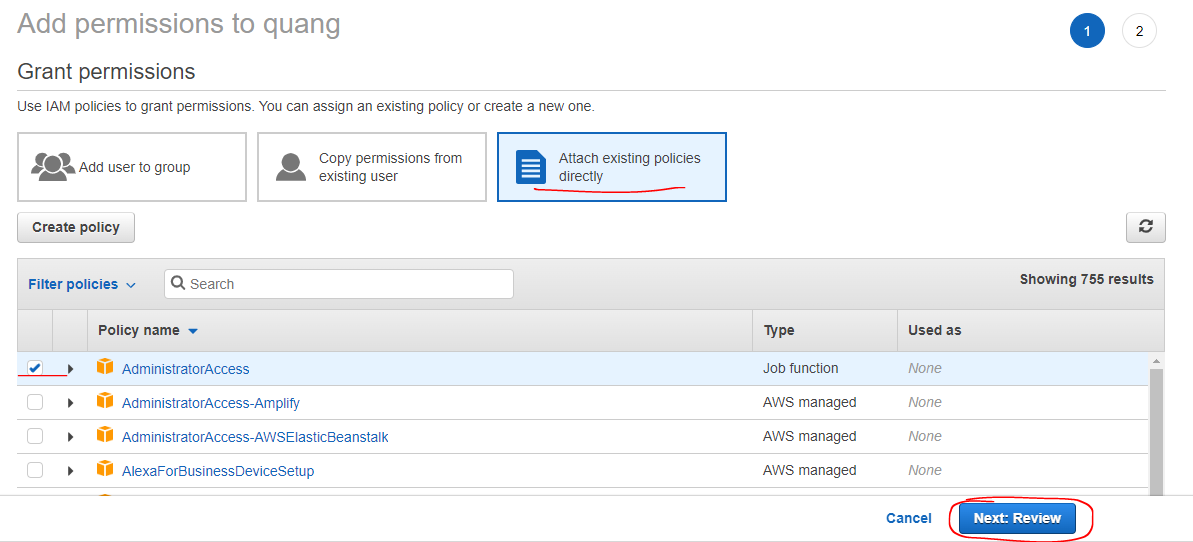 Add permissions to quang
1
2
Grant permissions
Use IAM policies to grant permissions. You can assign an existing policy or create a new one.
Add user to group
Copy permissions from
existing user
Attach existing policies
directly
Create policy
Filter policies
Search
Showing 755 results
Policy name
Type
Used as
AdministratorAccess
Job function
None
AdministratorAccess-Amplify
AWS managed
None
AdministratorAccess-AWSElasticBeanstalk
AWS managed
None
AlexaForBusinessDeviceSetup
AWS managed
None
Cancel
Next: Review